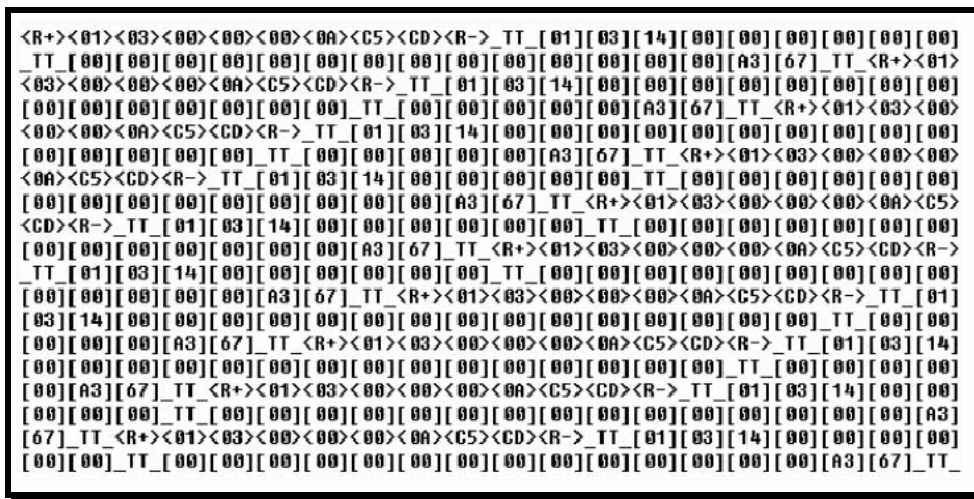 <R+><01><03><00><00><00><0A><C5><CD><R->_TT_[01][03][14][00][00][00][00][00][00]
_TT_[00][00][00][00][00][00][00][00][00][00][00][00][00][00][A3][67]_TT_<R+><01>
<03><00><00><00><0A><C5><CD><R->_TT_[01][03][14][00][00][00][00][00][00][00][00]
[00][00][00][00][00][00][00]_TT_[00][00][00][00][00][A3][67]_TT_<R+><01><03><00>
<00><00><0A><C5><CD><R->_TT_[01][03][14][00][00][00][00][00][00][00][00][00][00]
[00][00][00][00][00]_TT_[00][00][00][00][00][A3][67]_TT_<R+><01><03><00><00><00>
<0A><C5><CD><R->_TT_[01][03][14][00][00][00][00][00]_TT_[00][00][00][00][00][00]
[00][00][00][00][00][00][00][00][00][A3][67]_TT_<R+><01><03><00><00><00><0A><C5>
<CD><R->_TT_[01][03][14][00][00][00][00][00][00]_TT_[00][00][00][00][00][00][00]
[00][00][00][00][00][00][00][A3][67]_TT_<R+><01><03><00><00><00><0A><C5><CD><R->
_TT_[01][03][14][00][00][00][00][00][00]_TT_[00][00][00][00][00][00][00][00][00]
[00][00][00][00][00][A3][67]_TT_<R+><01><03><00><00><00><0A><C5><CD><R->_TT_[01]
[03][14][00][00][00][00][00][00][00][00][00][00][00][00][00][00][00]_TT_[00][00]
[00][00][00][A3][67]_TT_<R+><01><03><00><00><00><0A><C5><CD><R->_TT_[01][03][14]
[00][00][00][00][00][00][00][00][00][00][00][00][00][00][00]_TT_[00][00][00][00]
[00][A3][67]_TT_<R+><01><03><00><00><00><0A><C5><CD><R->_TT_[01][03][14][00][00]
[00][00][00]_TT_[00][00][00][00][00][00][00][00][00][00][00][00][00][00][00][A3]
[67]_TT_<R+><01><03><00><00><00><0A><C5><CD><R->_TT_[01][03][14][00][00][00][00]
[00][00]_TT_[00][00][00][00][00][00][00][00][00][00][00][00][00][00][A3][67]_TT_